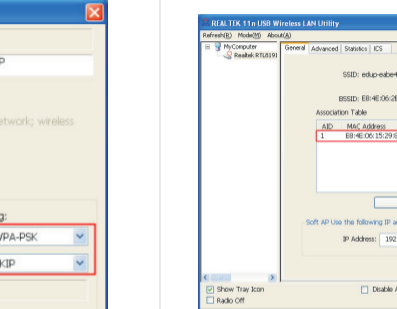 P
etwork; wireless
g:
VPA-PSK
KIP
REALTEK 11n USB Wireless LAN Utility
Refresh(R) Mode(M) About(A)
MyComputer
Realtek RTL8191
General Advanced Statistics ICS
SSID: edup-eabe4
BSSID: E8:4E:06:2E
Association Table
AID MAC Address
1 E8:4E:06:15:29:8
Soft AP Use the following IP a
IP Address: 192
Show Tray Icon
Radio Off
Disable A